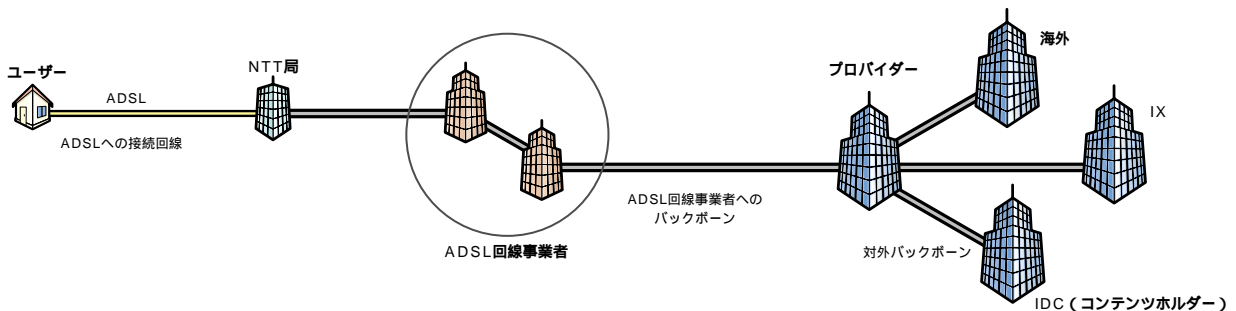 ユーザー
ADSL
ADSLへの接続回線
NTT局
ADSL回線事業者
ADSL回線事業者への
バックボーン
プロバイダー
対外バックボーン
海外
IX
IDC（コンテンツホルダー）